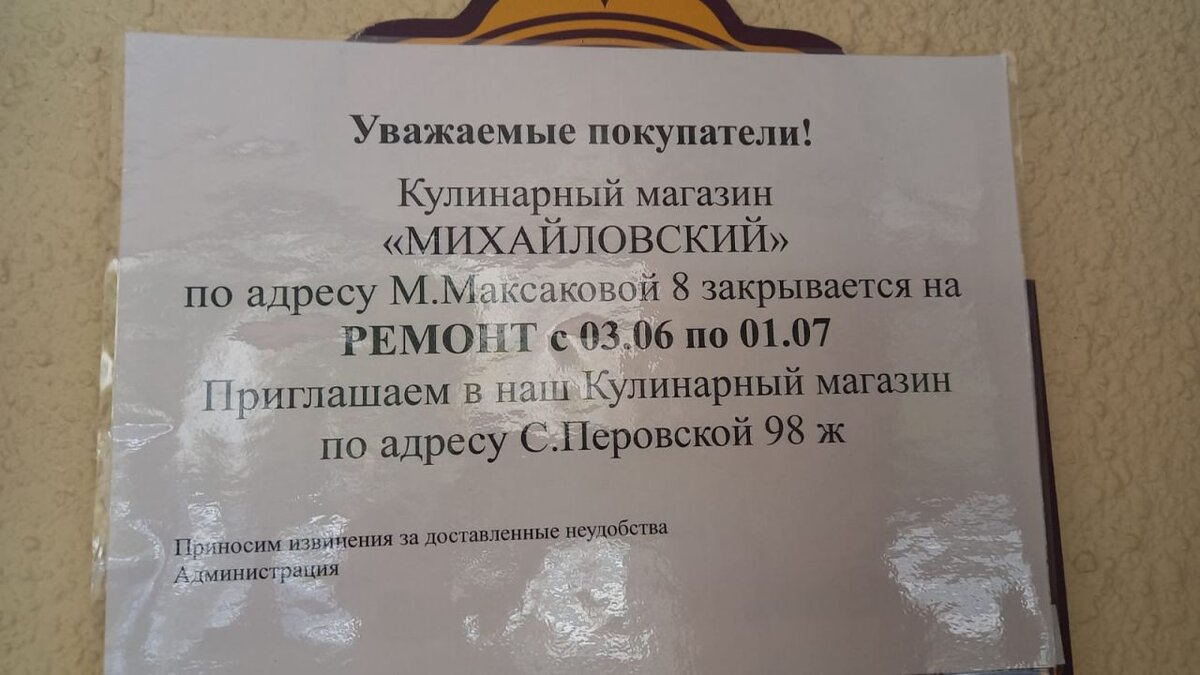 Уважаемые покупатели!
Кулинарный магазин
«МИХАЙЛОВСКИЙ»
по адресу М.Максаковой 8 закрывается на
РЕМОНТ с 03.06 по 01.07
Приглашаем в наш Кулинарный магазин
по адресу С.Перовской 98 ж
Приносим извинения за доставленные неудобства
Администрация